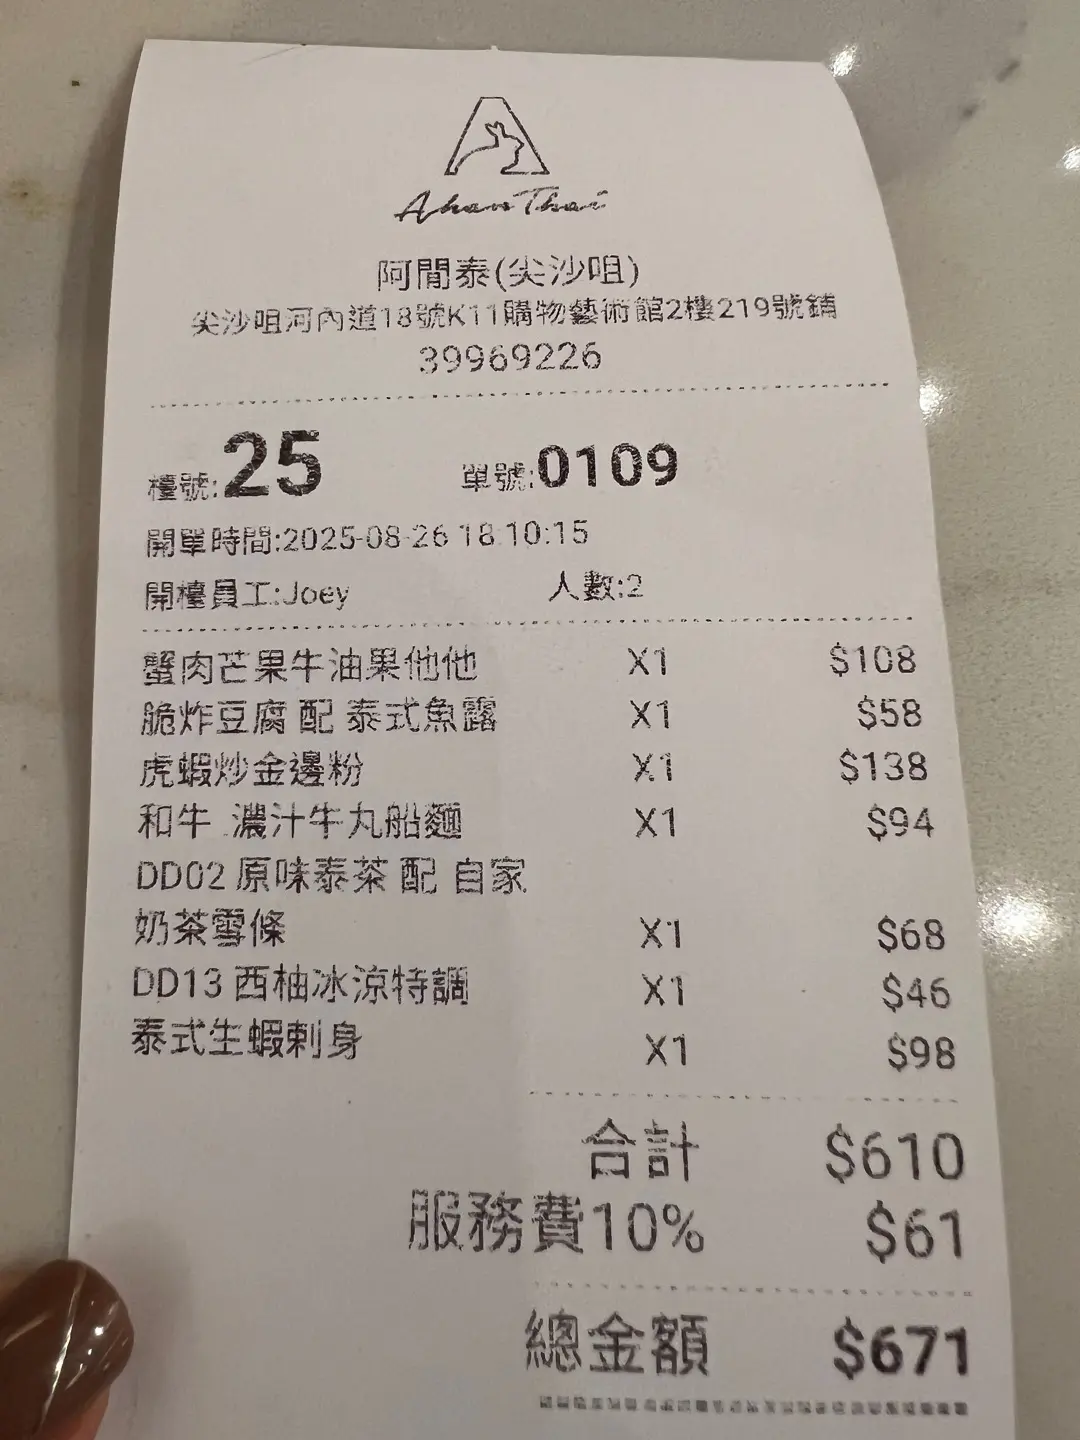 Ahan Thai
阿閒泰(尖沙咀)
尖沙咀河內道18號K11購物藝術館2樓219號鋪
39969226
檯號:25 單號:0109
開單時間:2025-08-26 18:10:15
開檯員工:Joey 人數:2
蟹肉芒果牛油果他他 X1 $108
脆炸豆腐 配 泰式魚露 X1 $58
虎蝦炒金邊粉 X1 $138
和牛 濃汁牛丸船麵 X1 $94
DD02 原味泰茶 配 自家
奶茶雪條 X1 $68
DD13 西柚冰涼特調 X1 $46
泰式生蝦刺身 X1 $98
合計 $610
服務費10% $61
總金額 $671